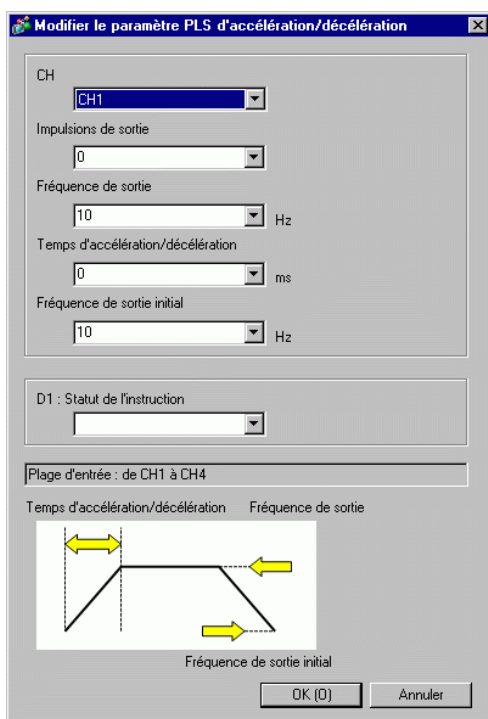 Modifier le paramètre PLS d'accélération/décélération
CH
CH1
Impulsions de sortie
0
Fréquence de sortie
10 Hz
Temps d'accélération/décélération
0 ms
Fréquence de sortie initial
10 Hz
D1 : Statut de l'instruction
Plage d'entrée : de CH1 à CH4
Temps d'accélération/décélération Fréquence de sortie
Fréquence de sortie initial
OK (O) Annuler